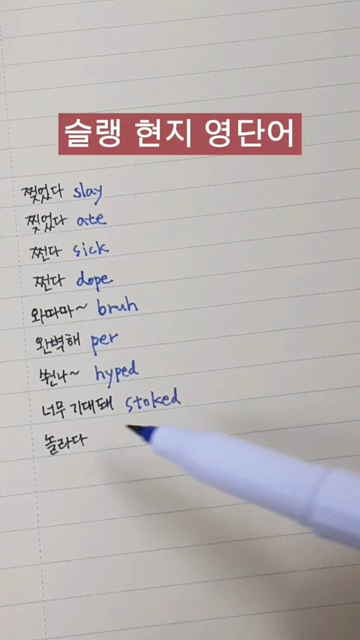 슬랭 현지 영단어
찢었다 slay
찢었다 ate
쩐다 sick
쩐다 dope
와따마~ bruh
완벽해 per
쒼나~ hyped
너무 기대돼 stoked
놀라다